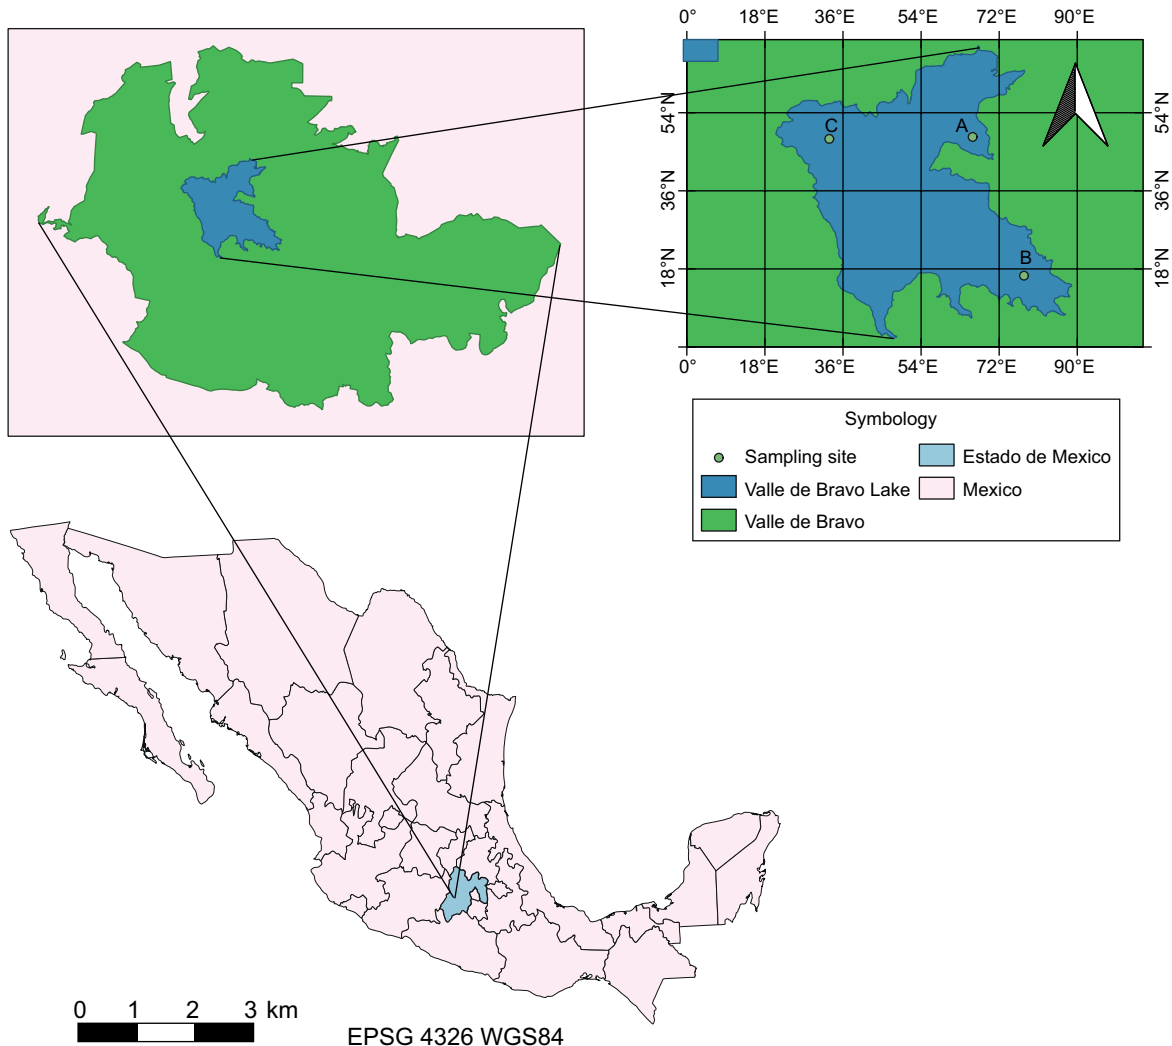 0° 18°E 36°E 54°E 72°E 90°E
54°N 54°N
C A
36°N 36°N
B
18°N 18°N
0° 18°E 36°E 54°E 72°E 90°E
Symbology
Sampling site
Estado de Mexico
Valle de Bravo Lake
Mexico
Valle de Bravo
0 1 2 3 km
EPSG 4326 WGS84